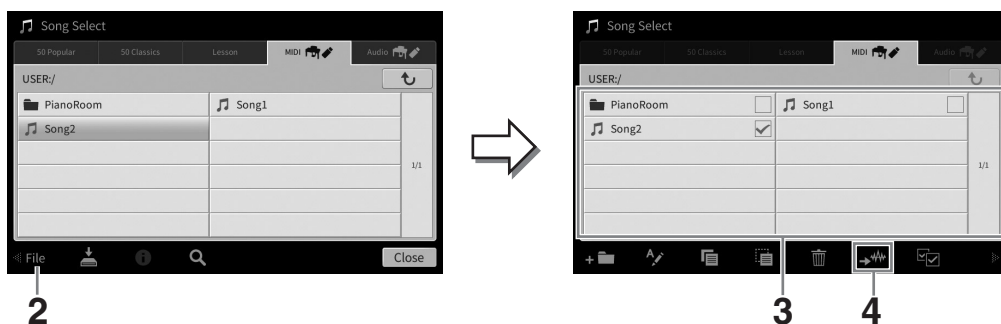 Song Select
50 Popular 50 Classics Lesson MIDI Audio
USER:/
PianoRoom Song1
Song2
1/1
File Close
2
Song Select
50 Popular 50 Classics Lesson MIDI Audio
USER:/
PianoRoom Song1
Song2
1/1
3 4